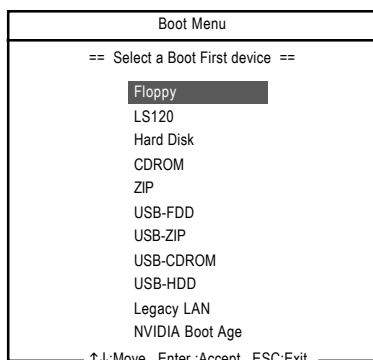 Boot Menu
== Select a Boot First device ==
Floppy
LS120
Hard Disk
CDROM
ZIP
USB-FDD
USB-ZIP
USB-CDROM
USB-HDD
Legacy LAN
NVIDIA Boot Age
↑↓:Move Enter :Accept ESC:Exit